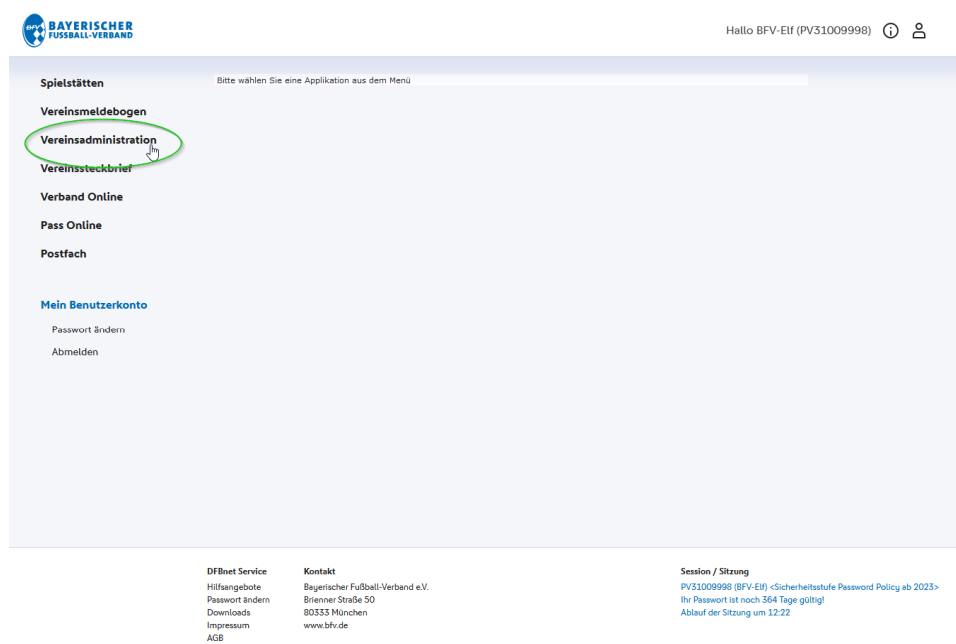 BFV
BAYERISCHER
FUSSBALL-VERBAND
Hallo BFV-Elf (PV31009998)
Spielstätten
Bitte wählen Sie eine Applikation aus dem Menü
Vereinsmeldebogen
Vereinsadministration
Vereinssteckbrief
Verband Online
Pass Online
Postfach
Mein Benutzerkonto
Passwort ändern
Abmelden
DFBnet Service
Hilfsangebote
Passwort ändern
Downloads
Impressum
AGB
Kontakt
Bayerischer Fußball-Verband e.V.
Brienner Straße 50
80333 München
www.bfv.de
Session / Sitzung
PV31009998 (BFV-Elf) <Sicherheitsstufe Password Policy ab 2023>
Ihr Passwort ist noch 364 Tage gültig!
Ablauf der Sitzung um 12:22